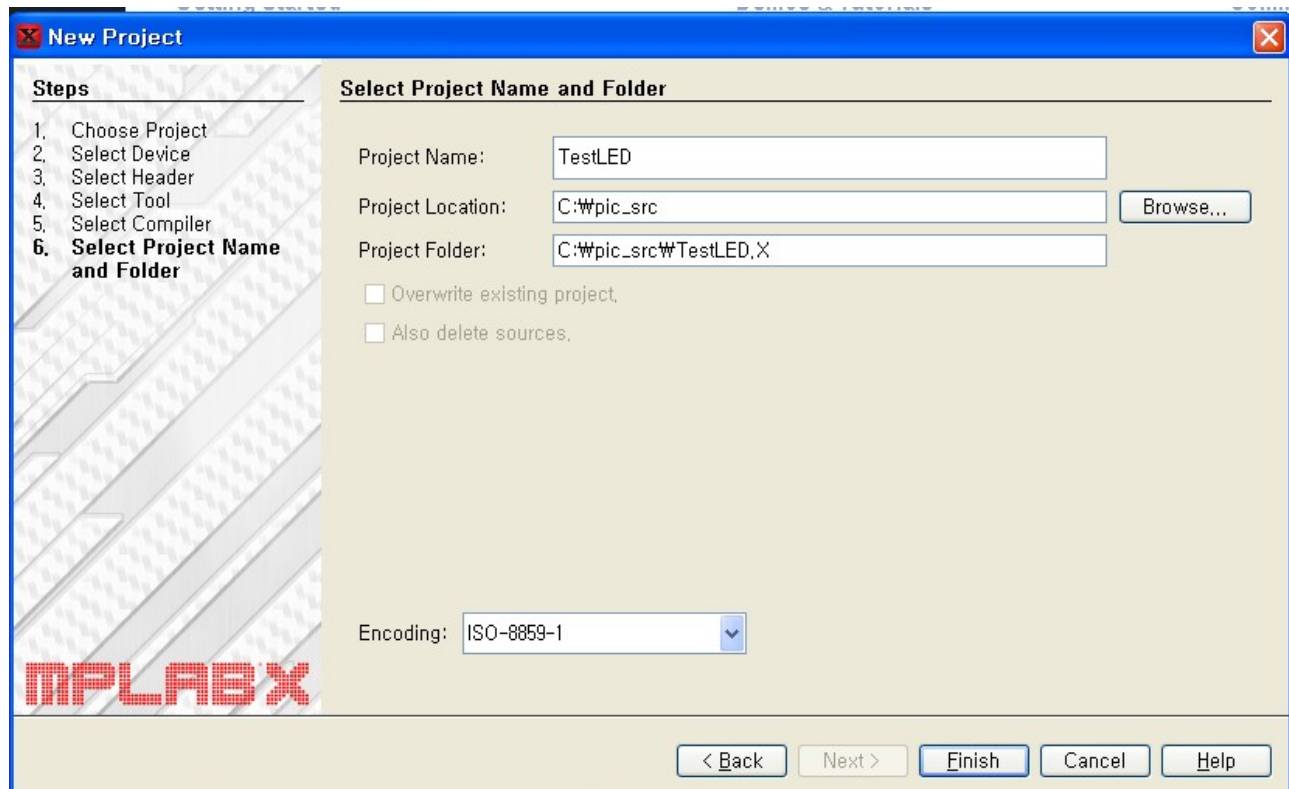 New Project
Steps
1. Choose Project
2. Select Device
3. Select Header
4. Select Tool
5. Select Compiler
6. Select Project Name
and Folder
MPLAB X
Select Project Name and Folder
Project Name: TestLED
Project Location: C:₩pic_src Browse...
Project Folder: C:₩pic_src₩TestLED.X
Overwrite existing project.
Also delete sources.
Encoding: ISO-8859-1
< Back Next > Finish Cancel Help